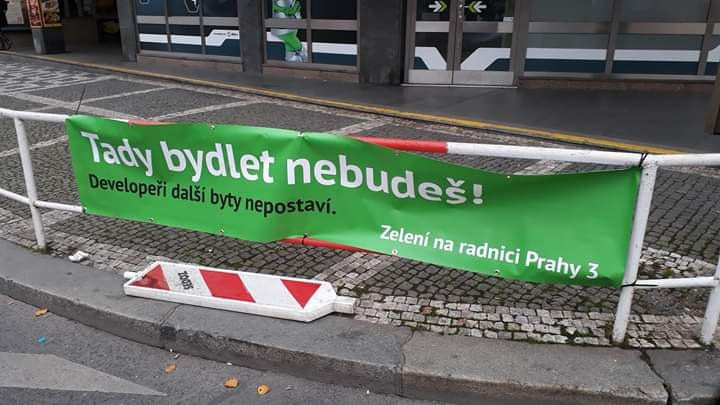 Tady bydlet nebudeš!
Developeři další byty nepostaví.
Zelení na radnici Prahy 3